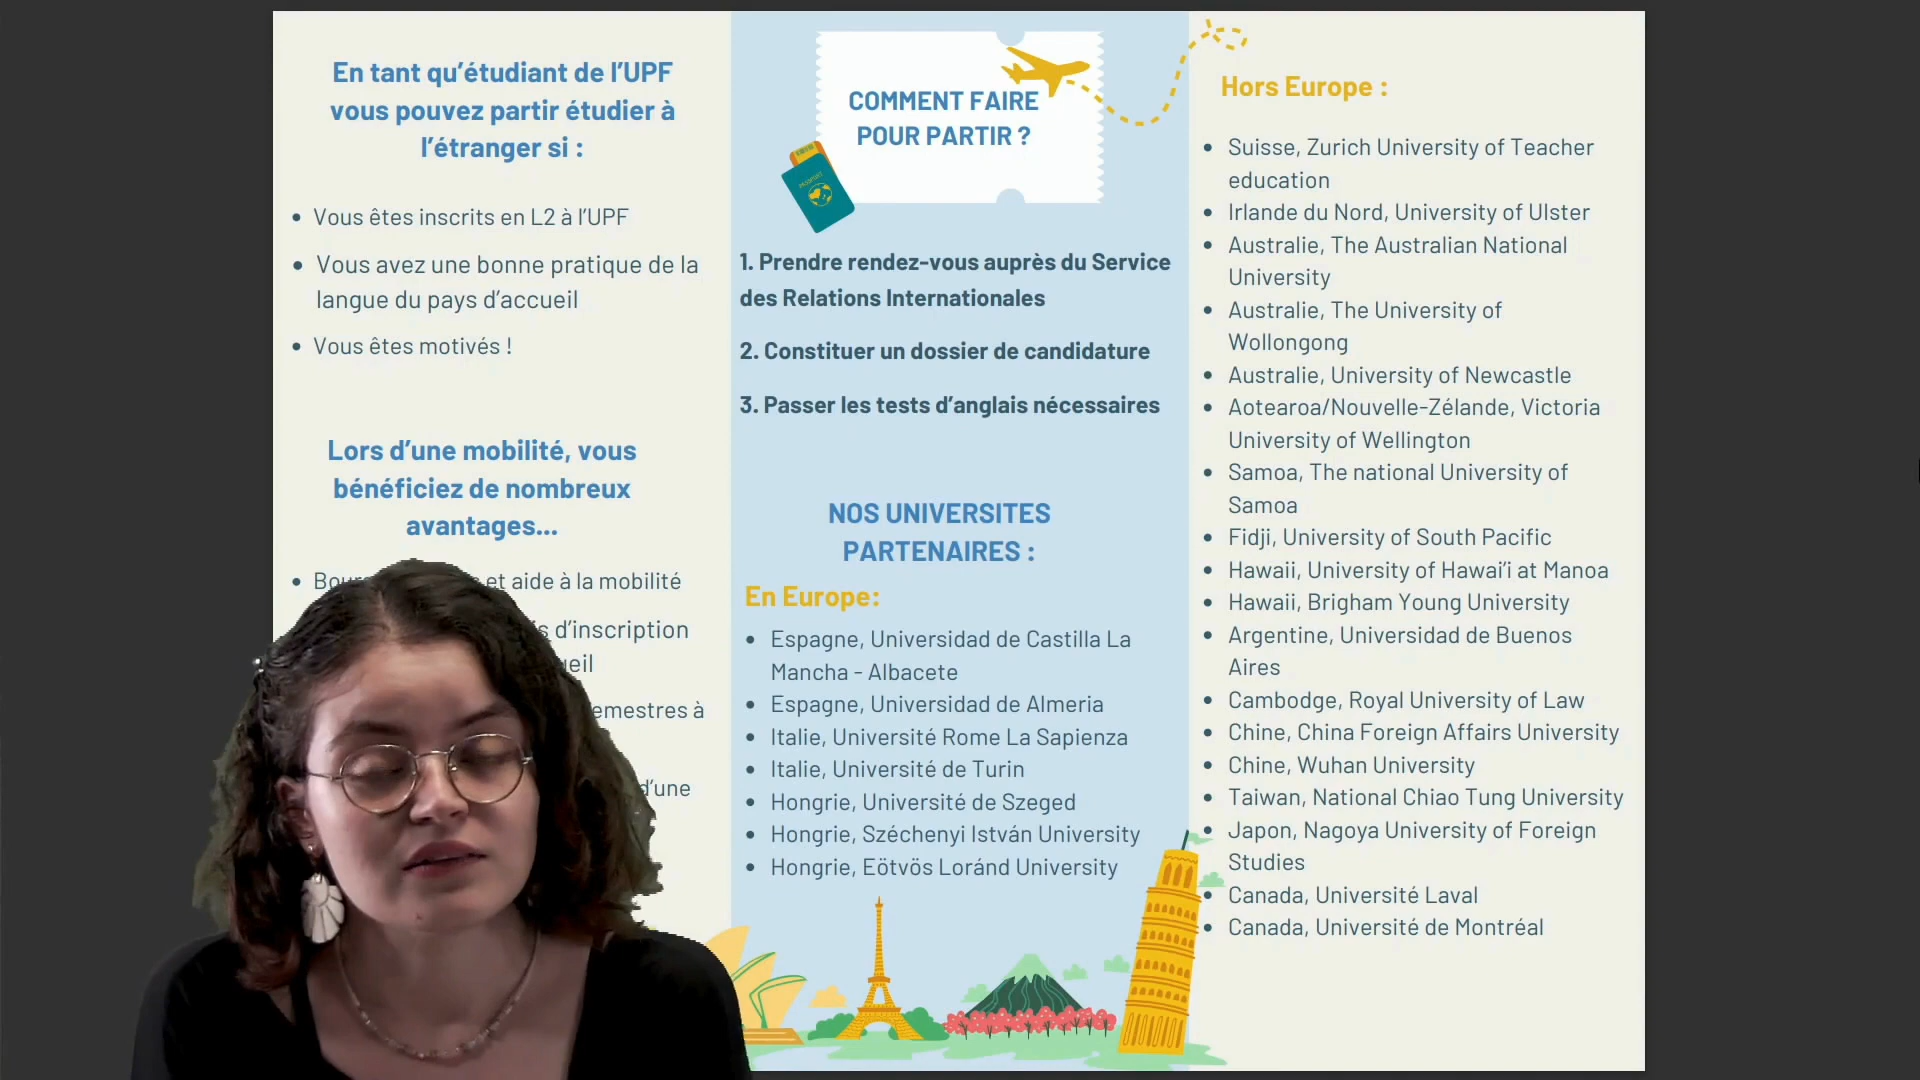 En tant qu’étudiant de l’UPF
vous pouvez partir étudier à
l’étranger si :
Vous êtes inscrits en L2 à l’UPF
Vous avez une bonne pratique de la
langue du pays d’accueil
Vous êtes motivés !
Lors d’une mobilité, vous
bénéficiez de nombreux
avantages...
et aide à la mobilité
d’inscription
d’une
COMMENT FAIRE
POUR PARTIR ?
1. Prendre rendez-vous auprès du Service
des Relations Internationales
2. Constituer un dossier de candidature
3. Passer les tests d’anglais nécessaires
NOS UNIVERSITES
PARTENAIRES :
En Europe:
Espagne, Universidad de Castilla La
Mancha - Albacete
Espagne, Universidad de Almeria
Italie, Université Rome La Sapienza
Italie, Université de Turin
Hongrie, Université de Szeged
Hongrie, Széchenyi István University
Hongrie, Eötvös Loránd University
Hors Europe :
Suisse, Zurich University of Teacher
education
Irlande du Nord, University of Ulster
Australie, The Australian National
University
Australie, The University of
Wollongong
Australie, University of Newcastle
Aotearoa/Nouvelle-Zélande, Victoria
University of Wellington
Samoa, The national University of
Samoa
Fidji, University of South Pacific
Hawaii, University of Hawai’i at Manoa
Hawaii, Brigham Young University
Argentine, Universidad de Buenos
Aires
Cambodge, Royal University of Law
Chine, China Foreign Affairs University
Chine, Wuhan University
Taiwan, National Chiao Tung University
Japon, Nagoya University of Foreign
Studies
Canada, Université Laval
Canada, Université de Montréal